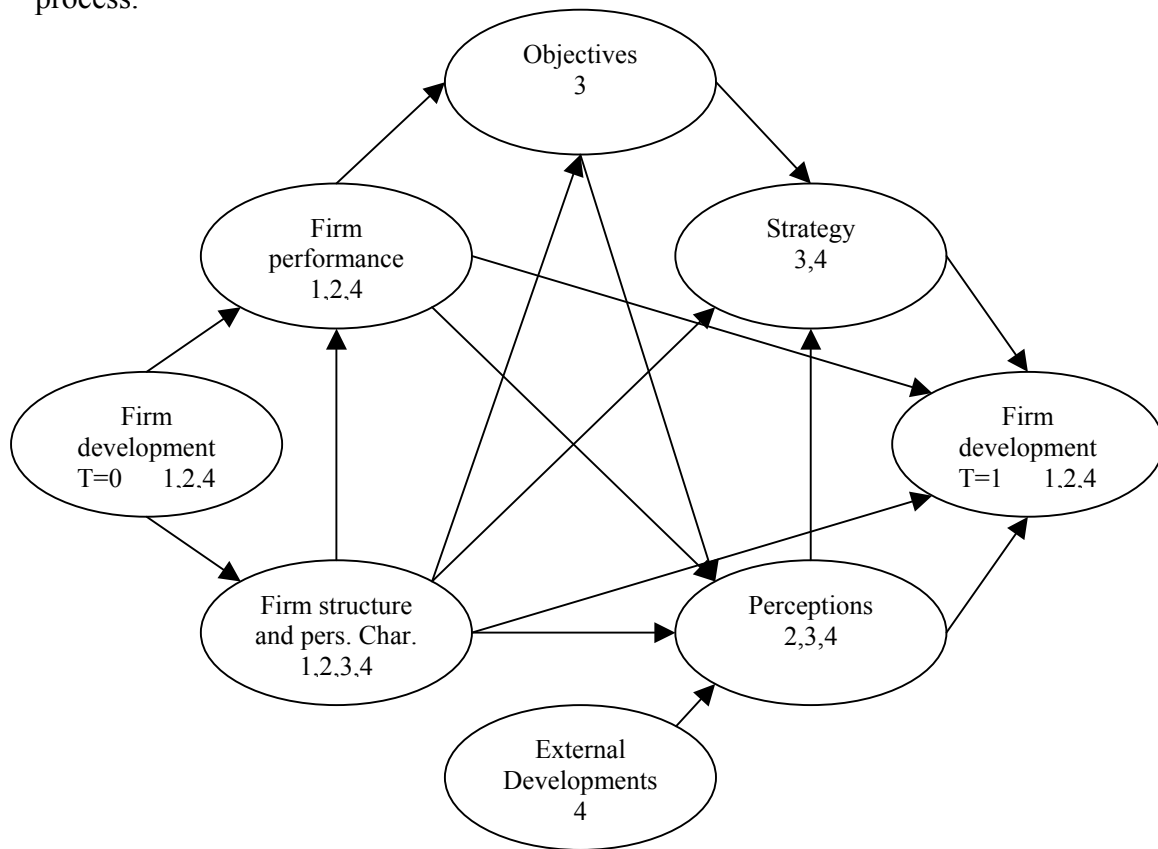 process.
Objectives
3
Firm
performance
1,2,4
Strategy
3,4
Firm
development
T=0 1,2,4
Firm
development
T=1 1,2,4
Firm structure
and pers. Char.
1,2,3,4
Perceptions
2,3,4
External
Developments
4